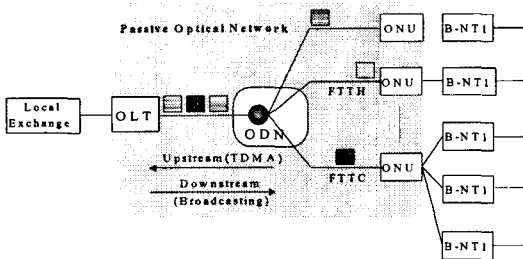 Passive Optical Network
ONU
B-NT1
FTTH
ONU
B-NT1
Local
Exchange
OLT
ODN
B-NT1
Upstream(TDMA)
FTTC
ONU
Downstream
(Broadcasting)
B-NT1
B-NT1